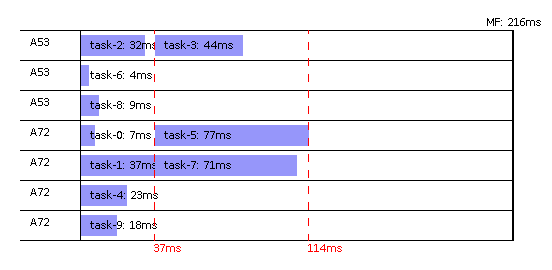 MF: 216ms
A53 task-2: 32ms task-3: 44ms
A53 task-6: 4ms
A53 task-8: 9ms
A72 task-0: 7ms task-5: 77ms
A72 task-1: 37ms task-7: 71ms
A72 task-4: 23ms
A72 task-9: 18ms
37ms 114ms